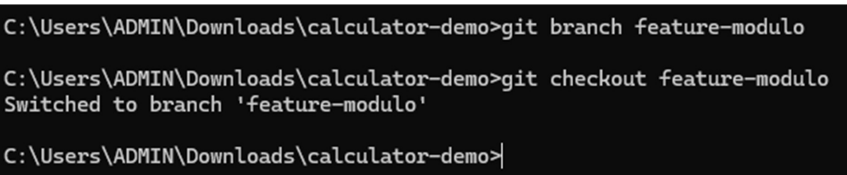 C:\Users\ADMIN\Downloads\calculator-demo>git branch feature-modulo
C:\Users\ADMIN\Downloads\calculator-demo>git checkout feature-modulo
Switched to branch 'feature-modulo'
C:\Users\ADMIN\Downloads\calculator-demo>